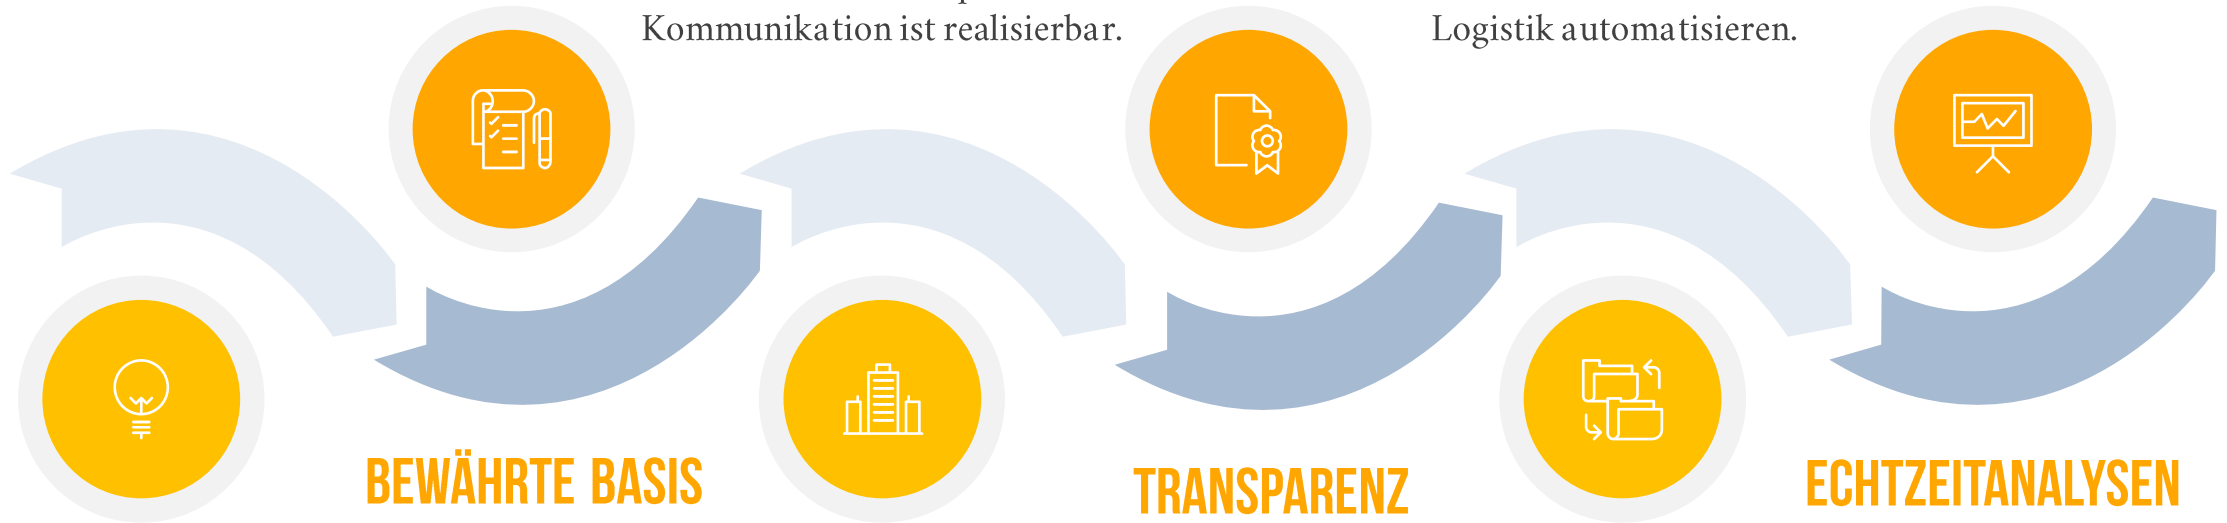 Kommunikation ist realisierbar.
Logistik automatisieren.
BEWÄHRTE BASIS
TRANSPARENZ
ECHTZEITANALYSEN